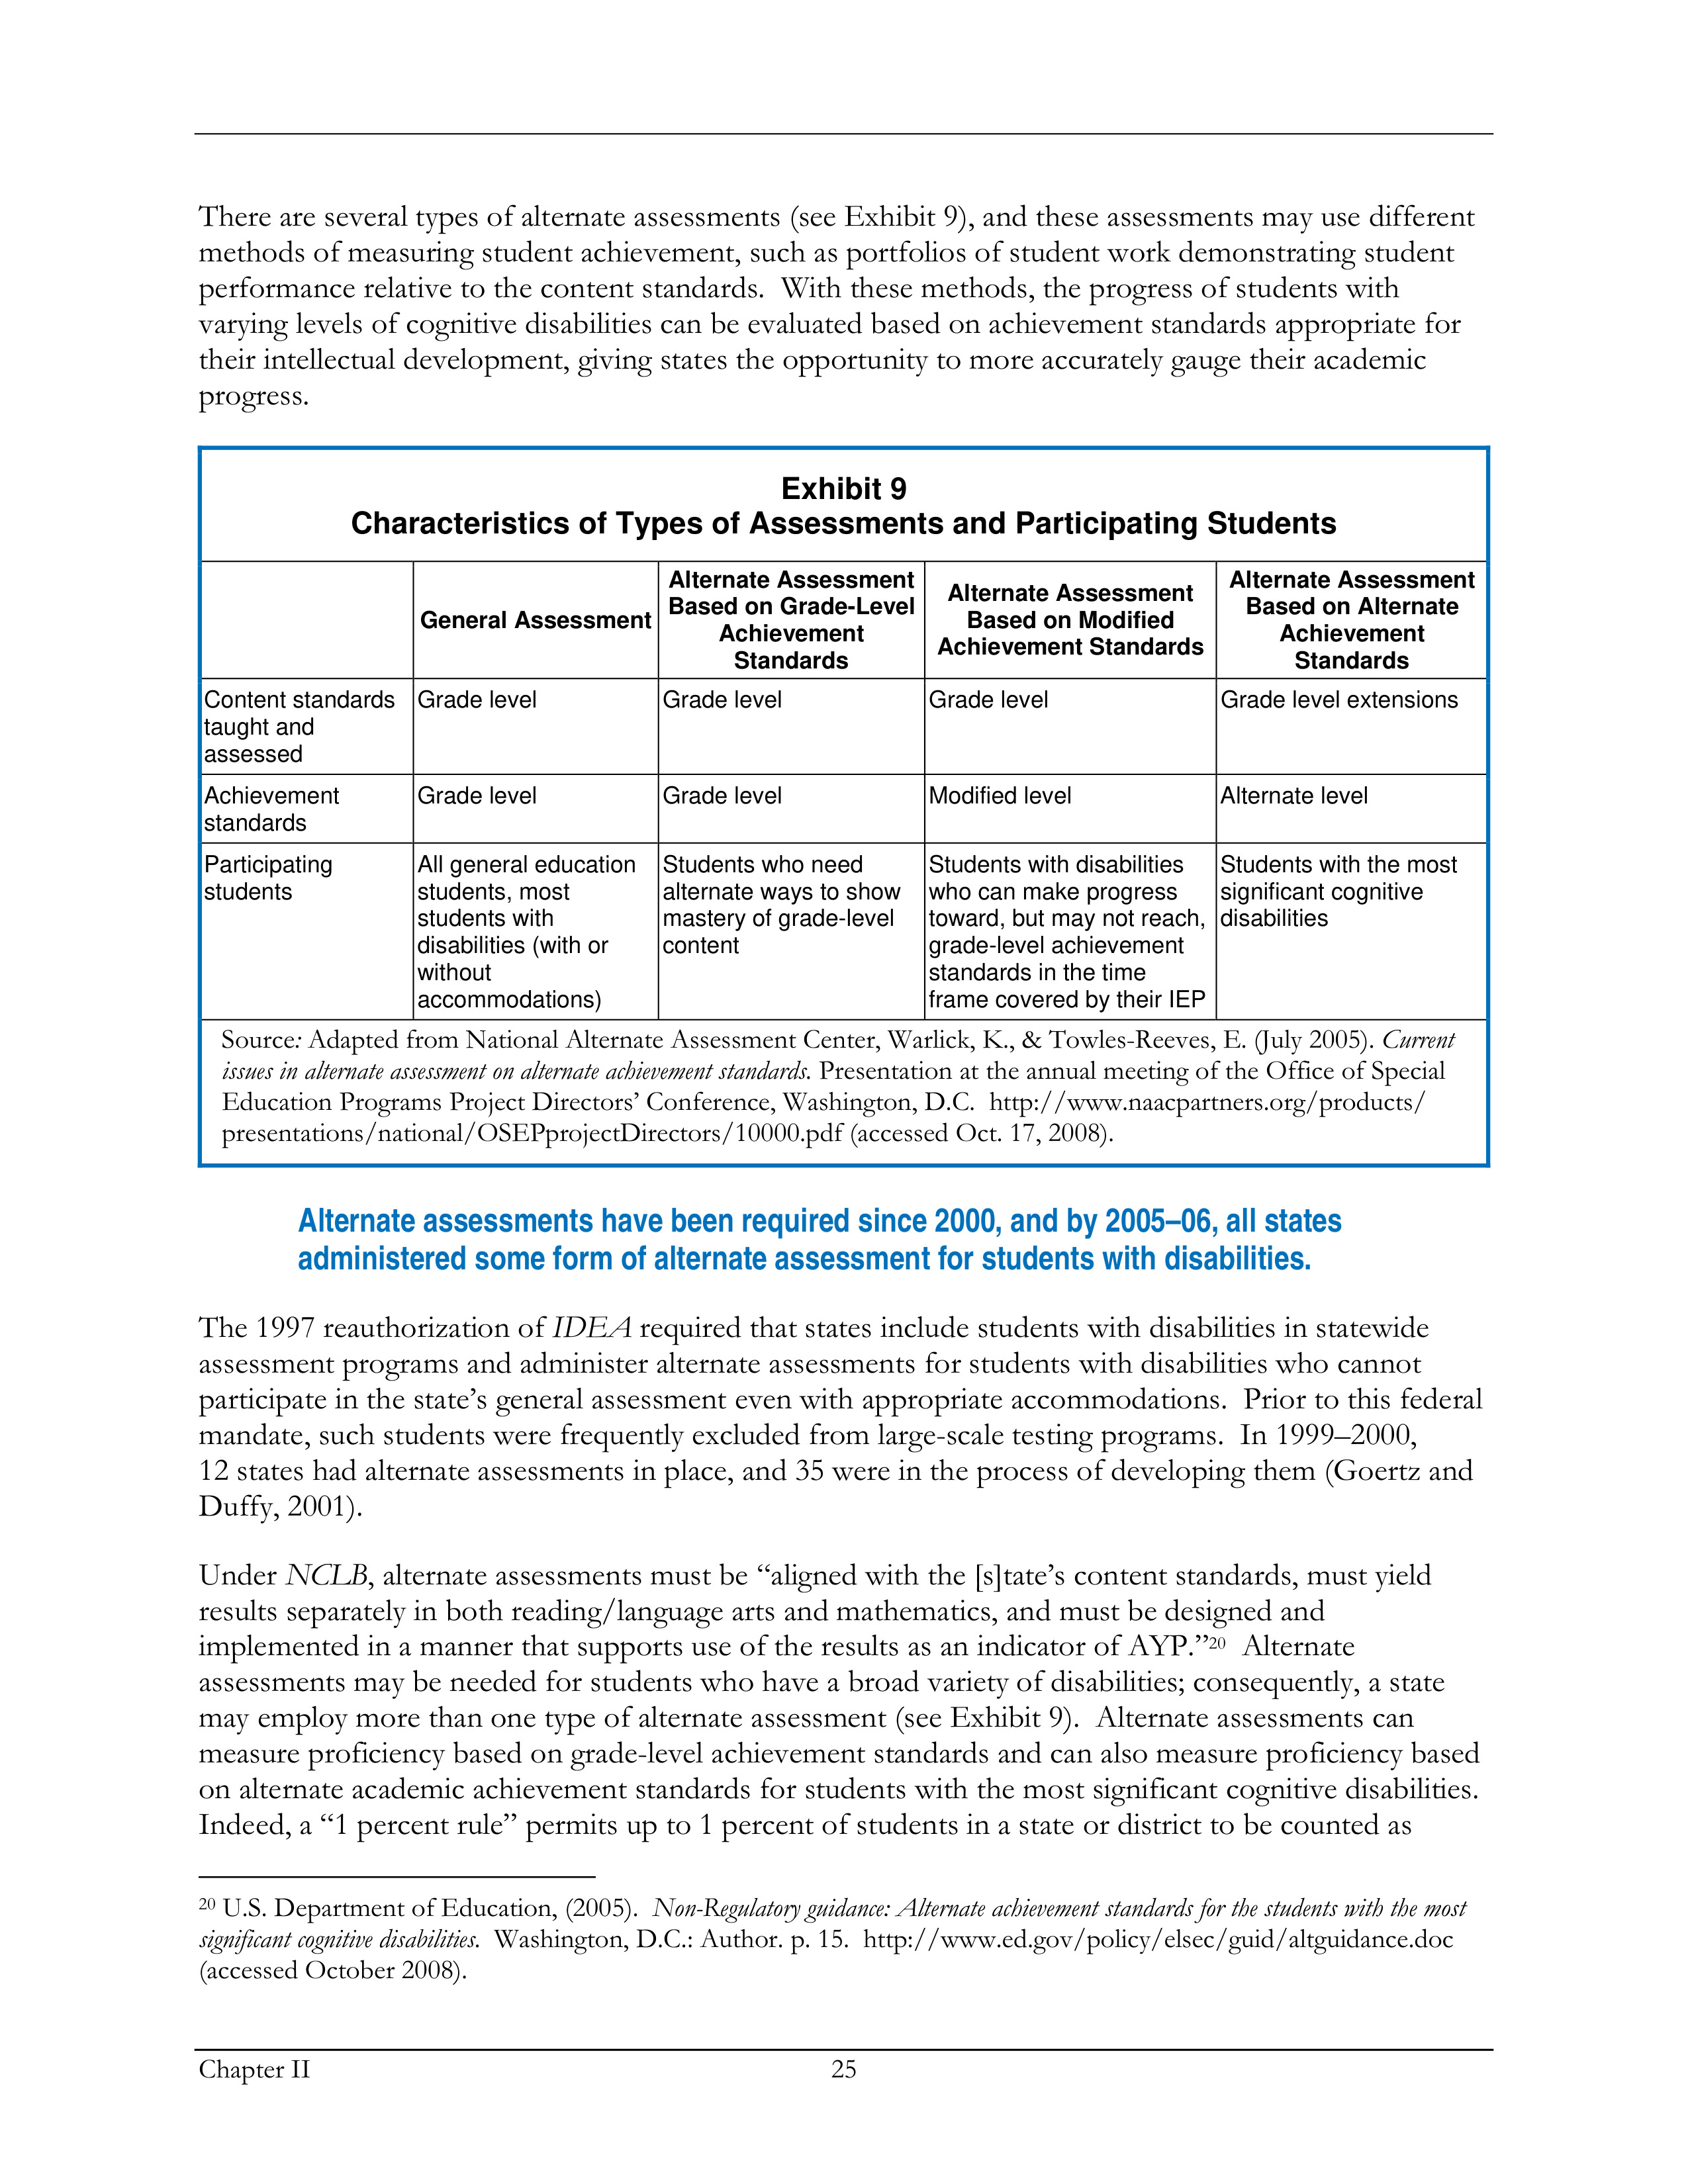 There are several types of alternate assessments (see Exhibit 9), and these assessments may use different
methods of measuring student achievement, such as portfolios of student work demonstrating student
performance relative to the content standards.  With these methods, the progress of students with
varying levels of cognitive disabilities can be evaluated based on achievement standards appropriate for
their intellectual development, giving states the opportunity to more accurately gauge their academic
progress.
Exhibit 9
Characteristics of Types of Assessments and Participating Students
General Assessment
Alternate Assessment
Based on Grade-Level
Achievement
Standards
Alternate Assessment
Based on Modified
Achievement Standards
Alternate Assessment
Based on Alternate
Achievement
Standards
Content standards
taught and
assessed
Grade level
Grade level
Grade level
Grade level extensions
Achievement
standards
Grade level
Grade level
Modified level
Alternate level
Participating
students
All general education
students, most
students with
disabilities (with or
without
accommodations)
Students who need
alternate ways to show
mastery of grade-level
content
Students with disabilities
who can make progress
toward, but may not reach,
grade-level achievement
standards in the time
frame covered by their IEP
Students with the most
significant cognitive
disabilities
Source: Adapted from National Alternate Assessment Center, Warlick, K., & Towles-Reeves, E. (July 2005). Current
issues in alternate assessment on alternate achievement standards. Presentation at the annual meeting of the Office of Special
Education Programs Project Directors’ Conference, Washington, D.C.  http://www.naacpartners.org/products/
presentations/national/OSEPprojectDirectors/10000.pdf (accessed Oct. 17, 2008).
Alternate assessments have been required since 2000, and by 2005–06, all states
administered some form of alternate assessment for students with disabilities.
The 1997 reauthorization of IDEA required that states include students with disabilities in statewide
assessment programs and administer alternate assessments for students with disabilities who cannot
participate in the state’s general assessment even with appropriate accommodations.  Prior to this federal
mandate, such students were frequently excluded from large-scale testing programs.  In 1999–2000,
12 states had alternate assessments in place, and 35 were in the process of developing them (Goertz and
Duffy, 2001).
Under NCLB, alternate assessments must be “aligned with the [s]tate’s content standards, must yield
results separately in both reading/language arts and mathematics, and must be designed and
implemented in a manner that supports use of the results as an indicator of AYP.”20  Alternate
assessments may be needed for students who have a broad variety of disabilities; consequently, a state
may employ more than one type of alternate assessment (see Exhibit 9).  Alternate assessments can
measure proficiency based on grade-level achievement standards and can also measure proficiency based
on alternate academic achievement standards for students with the most significant cognitive disabilities.
Indeed, a “1 percent rule” permits up to 1 percent of students in a state or district to be counted as
20 U.S. Department of Education, (2005).  Non-Regulatory guidance: Alternate achievement standards for the students with the most
significant cognitive disabilities.  Washington, D.C.: Author. p. 15.  http://www.ed.gov/policy/elsec/guid/altguidance.doc
(accessed October 2008).
Chapter II
25